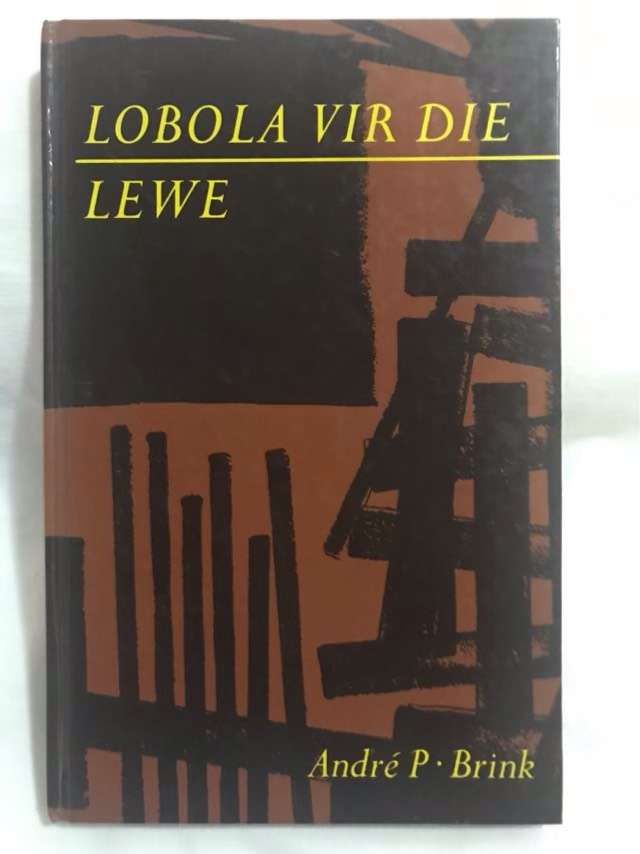 LOBOLA VIR DIE
LEWE
André P · Brink